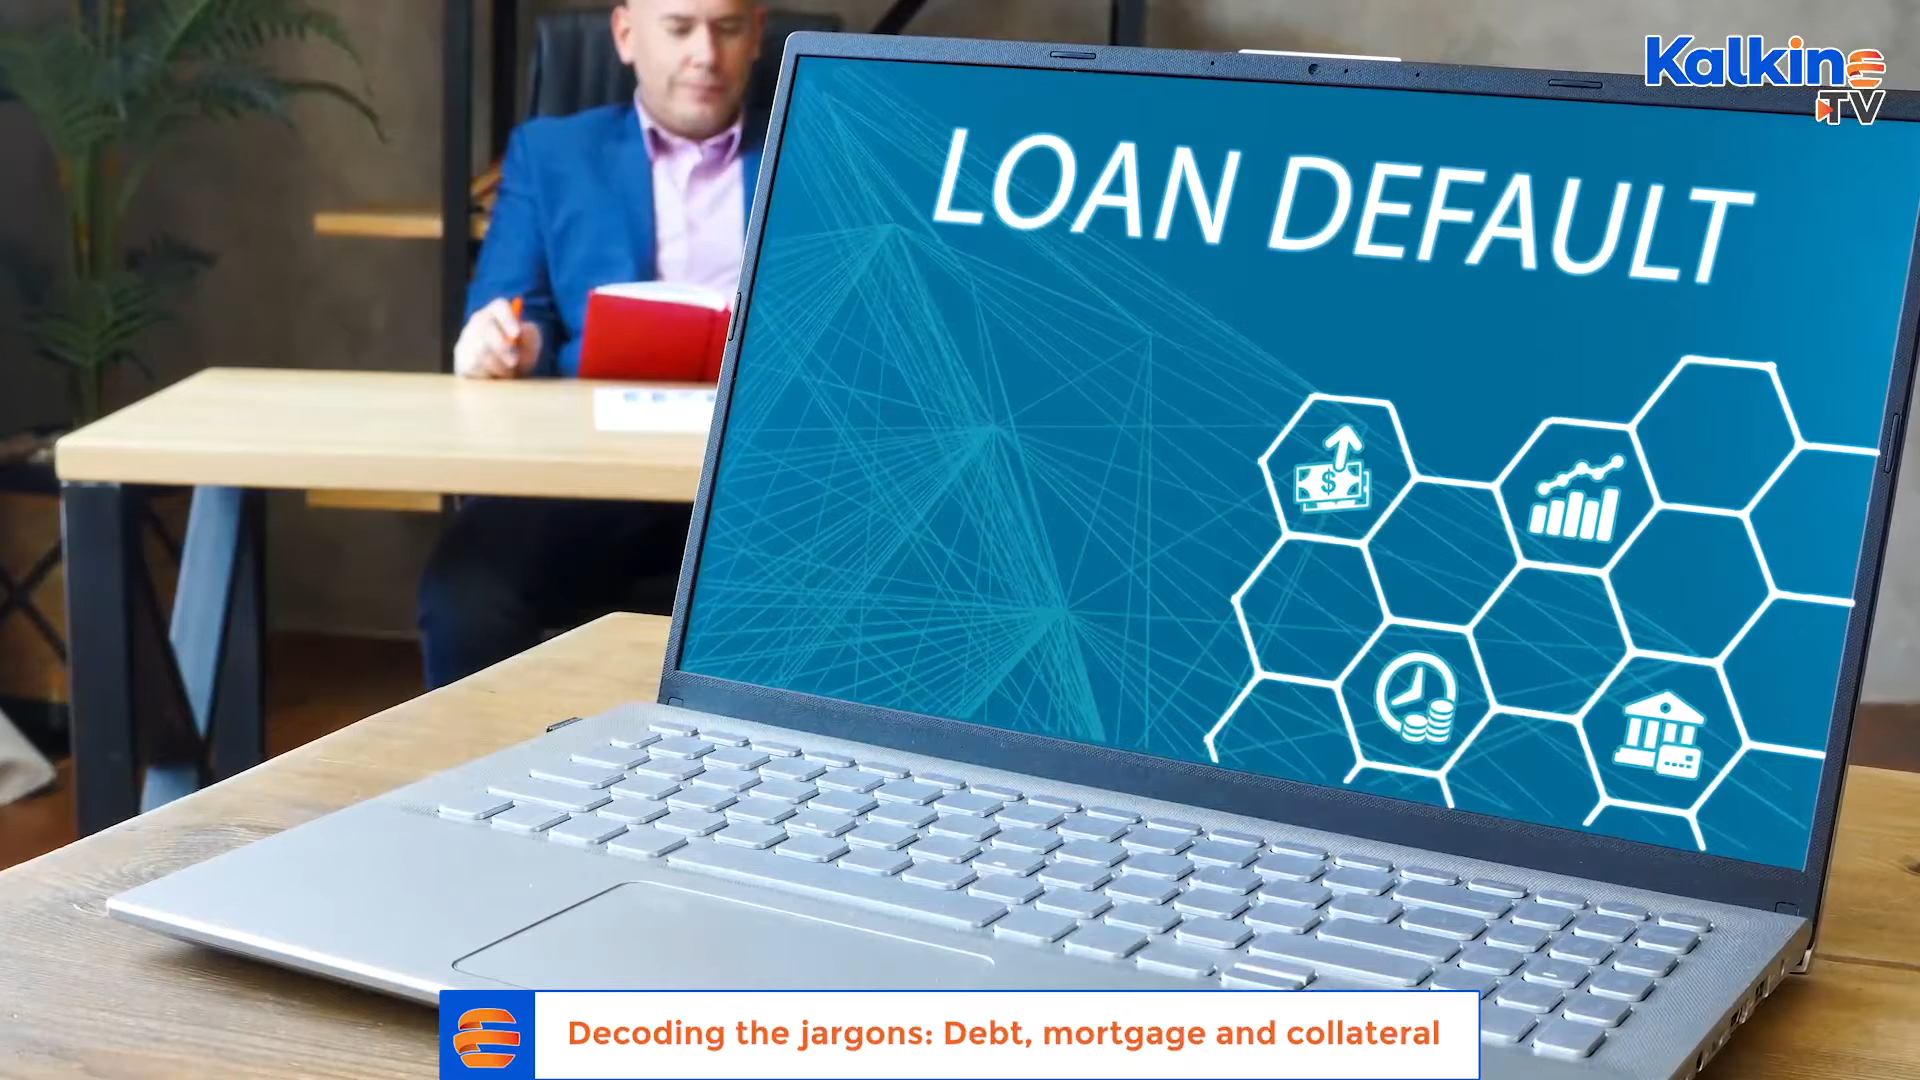 Kalkine
TV
LOAN DEFAULT
$
Decoding the jargons: Debt, mortgage and collateral